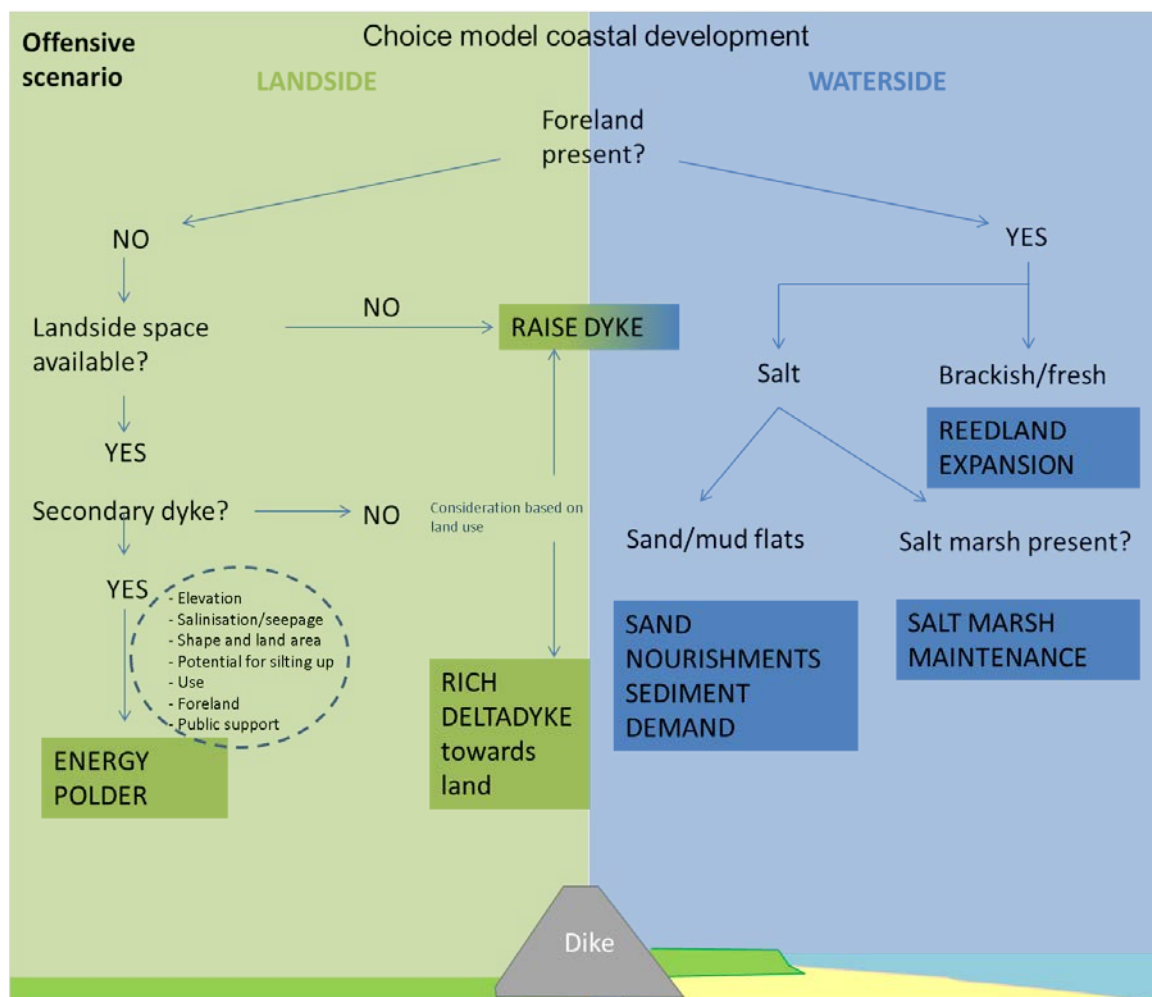 Choice model coastal development
Offensive
scenario
LANDSIDE
WATERSIDE
Foreland
present?
NO
YES
Landside space
available?
NO
RAISE DYKE
Salt
Brackish/fresh
REEDLAND
EXPANSION
YES
Secondary dyke?
NO
Consideration based on
land use
Sand/mud flats
Salt marsh present?
YES
- Elevation
- Salinisation/seepage
- Shape and land area
- Potential for silting up
- Use
- Foreland
- Public support
SAND
NOURISHMENTS
SEDIMENT
DEMAND
SALT MARSH
MAINTENANCE
RICH
DELTADYKE
towards
land
ENERGY
POLDER
Dike